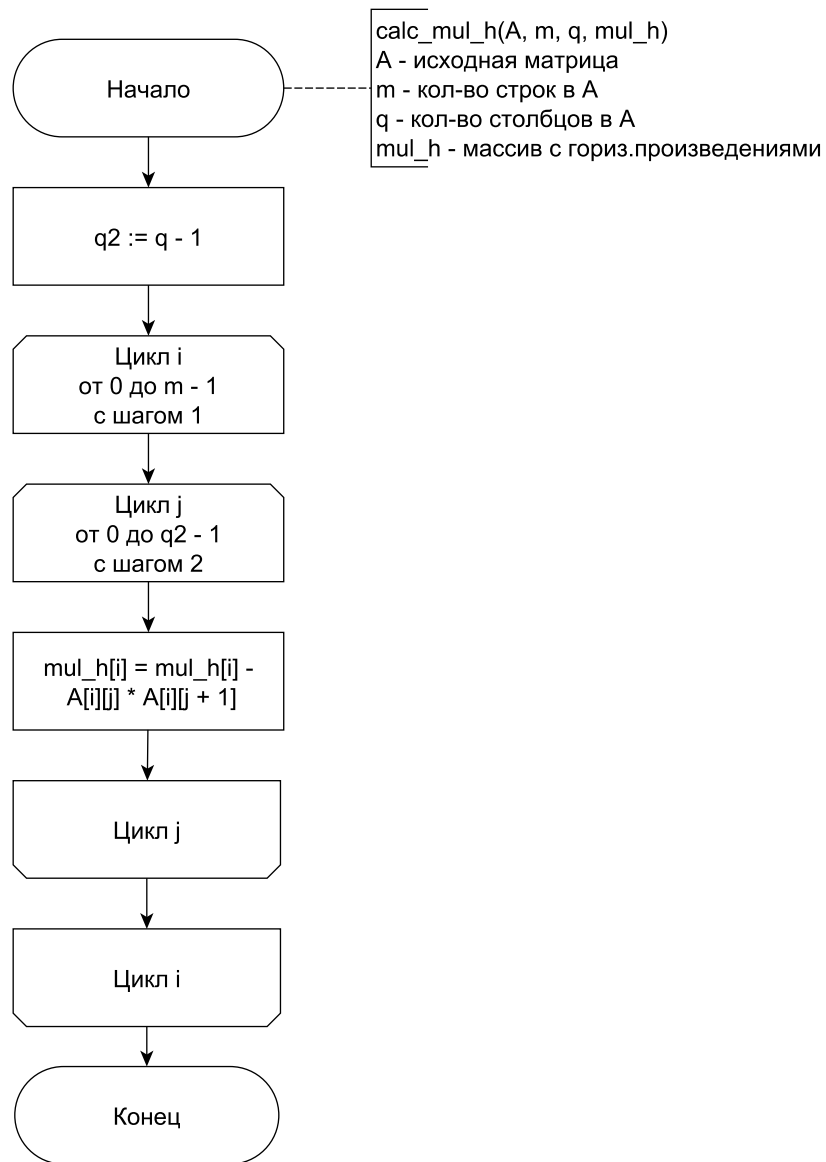 Начало
calc_mul_h(A, m, q, mul_h)
A - исходная матрица
m - кол-во строк в A
q - кол-во столбцов в A
mul_h - массив с гориз.произведениями
q2 := q - 1
Цикл i
от 0 до m - 1
с шагом 1
Цикл j
от 0 до q2 - 1
с шагом 2
mul_h[i] = mul_h[i] -
A[i][j] * A[i][j + 1]
Цикл j
Цикл i
Конец